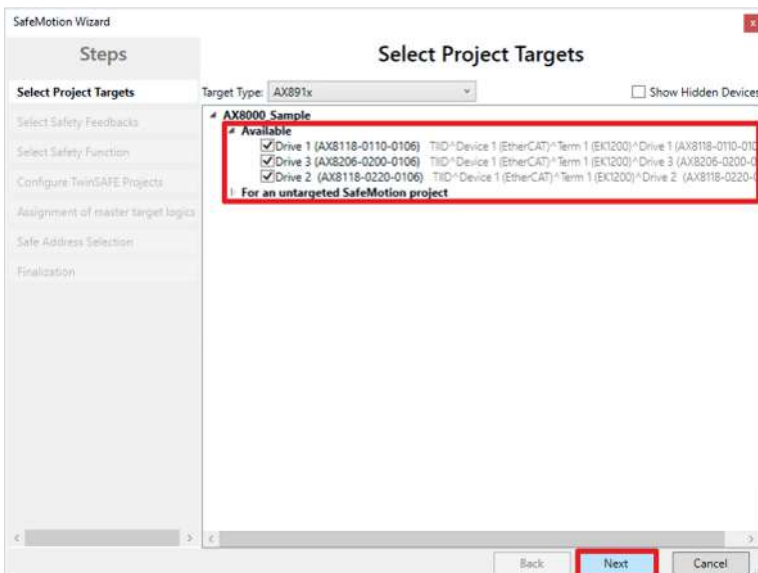 SafeMotion Wizard
x
Steps
Select Project Targets
Select Project Targets
Target Type: AX891x
Show Hidden Devices
Select Safety Feedbacks
Select Safety Function
Configure TwinSAFE Projects
Assignment of master target logics
Safe Address Selection
Finalization
AX8000_Sample
Available
Drive 1 (AX8118-0110-0106) TIID^Device 1 (EtherCAT)^Term 1 (EK1200)^Drive 1 (AX8118-0110-010
Drive 3 (AX8206-0200-0106) TIID^Device 1 (EtherCAT)^Term 1 (EK1200)^Drive 3 (AX8206-0200-0
Drive 2 (AX8118-0220-0106) TIID^Device 1 (EtherCAT)^Term 1 (EK1200)^Drive 2 (AX8118-0220-
For an untargeted SafeMotion project
Back
Next
Cancel